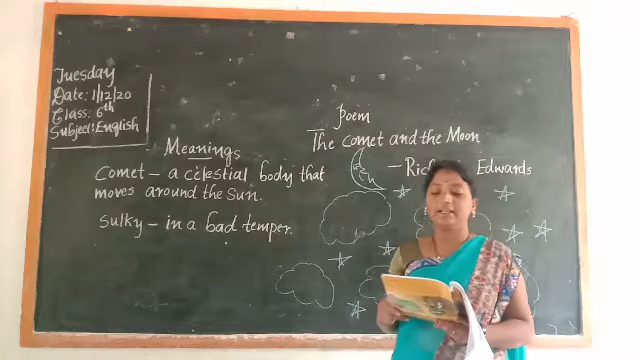 Tuesday
Date: 1/12/20
Class: 6th
Subject: English
Meanings
Comet - a celestial body that
moves around the Sun.
Sulky - in a bad temper.
Poem
The Comet and the Moon
- Edwards